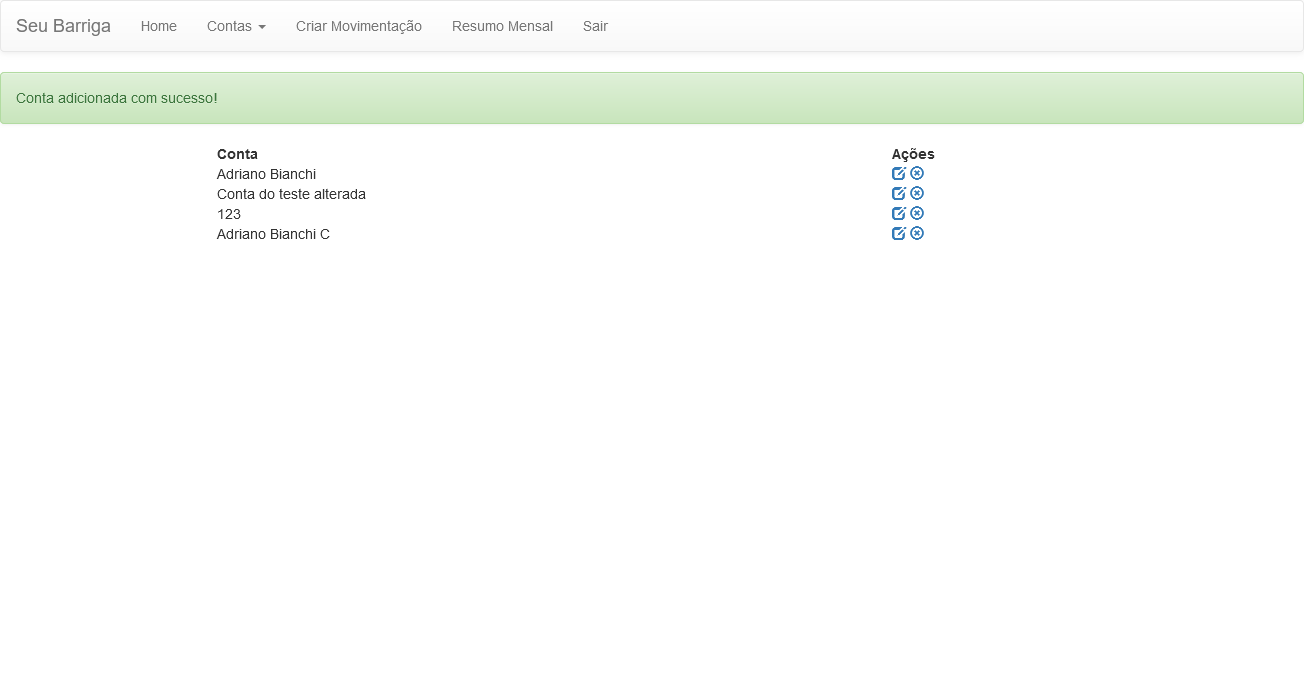 Seu Barriga Home Contas Criar Movimentação Resumo Mensal Sair
Conta adicionada com sucesso!
Conta Ações
Adriano Bianchi
Conta do teste alterada
123
Adriano Bianchi C